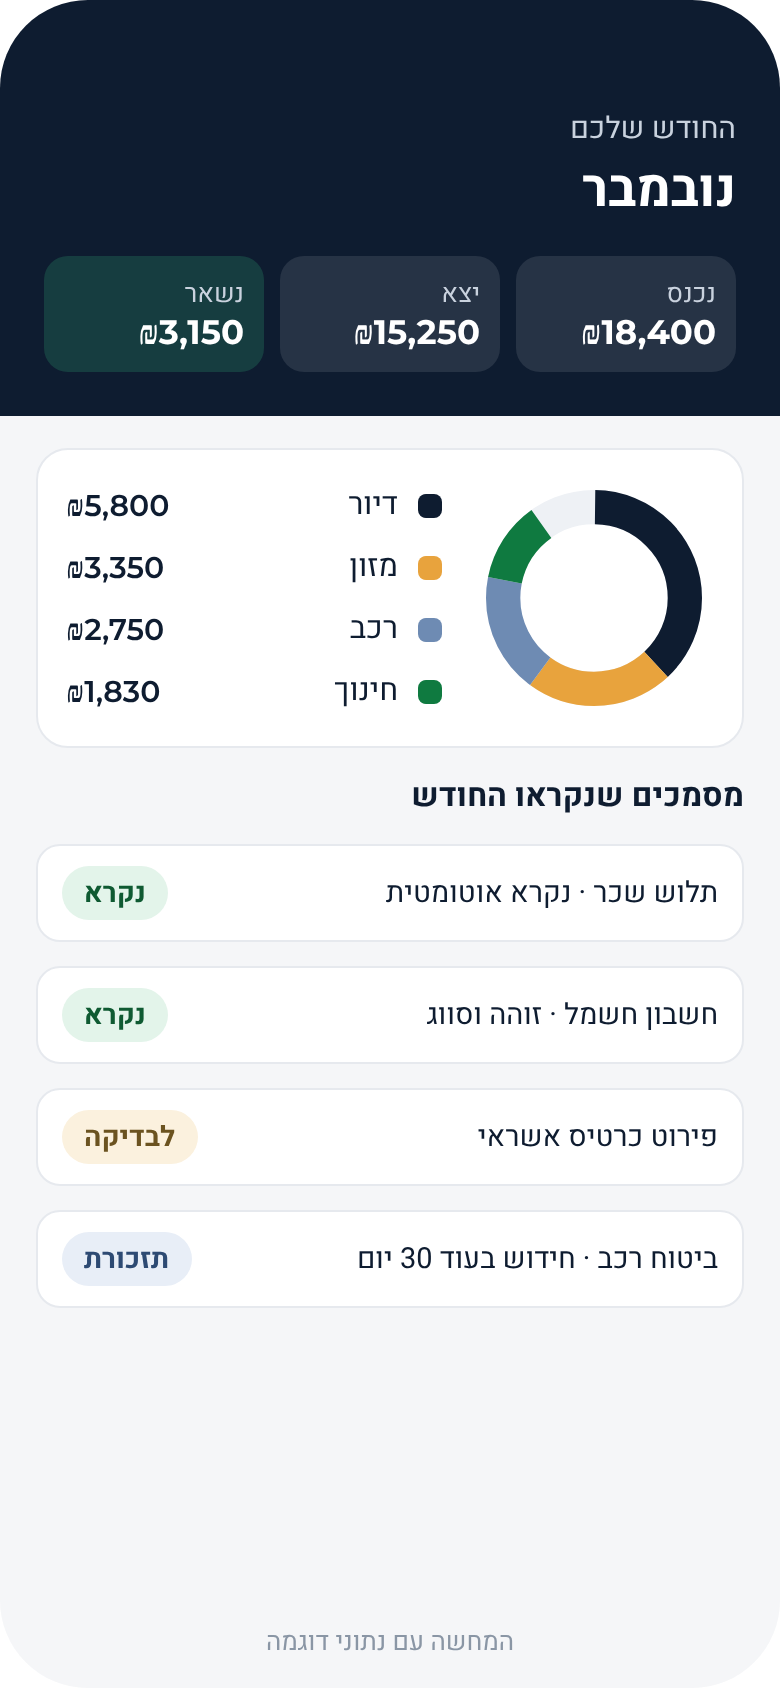 החודש שלכם
נובמבר
נכנס
₪18,400
יצא
₪15,250
נשאר
₪3,150
דיור ₪5,800
מזון ₪3,350
רכב ₪2,750
חינוך ₪1,830
מסמכים שנקראו החודש
תלוש שכר · נקרא אוטומטית נקרא
חשבון חשמל · זוהה וסווג נקרא
פירוט כרטיס אשראי לבדיקה
ביטוח רכב · חידוש בעוד 30 יום תזכורת
המחשה עם נתוני דוגמה